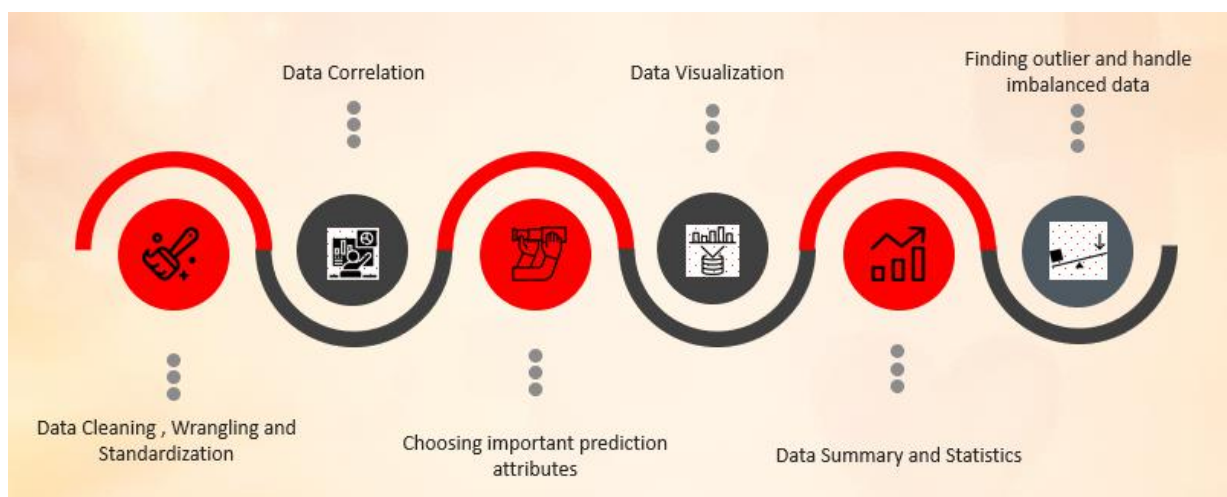 Data Correlation
Data Visualization
Finding outlier and handle
imbalanced data
Data Cleaning , Wrangling and
Standardization
Choosing important prediction
attributes
Data Summary and Statistics